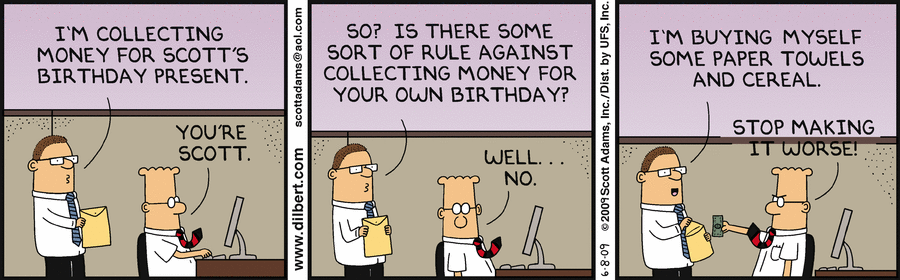 I'M COLLECTING
MONEY FOR SCOTT'S
BIRTHDAY PRESENT.
YOU'RE
SCOTT.
www.dilbert.com scottadams@aol.com
SO? IS THERE SOME
SORT OF RULE AGAINST
COLLECTING MONEY FOR
YOUR OWN BIRTHDAY?
WELL...
NO.
6-8-09 ©2009 Scott Adams, Inc./Dist. by UFS, Inc.
I'M BUYING MYSELF
SOME PAPER TOWELS
AND CEREAL.
STOP MAKING
IT WORSE!